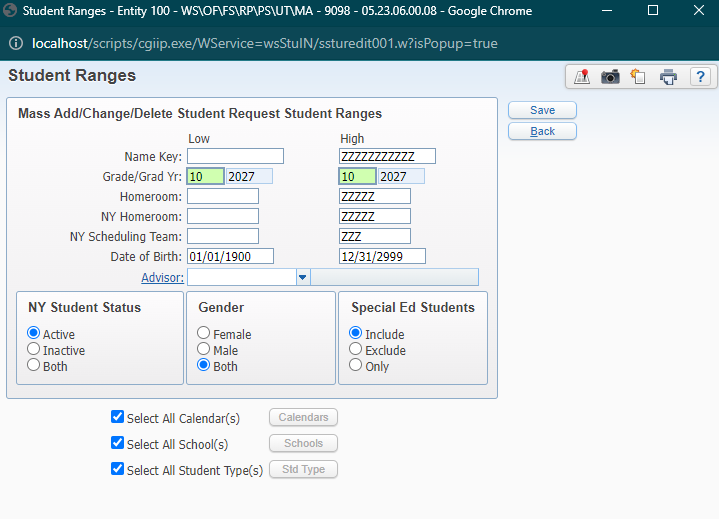 Student Ranges - Entity 100 - WS\OF\FS\RP\PS\UT\MA - 9098 - 05.23.06.00.08 - Google Chrome
localhost/scripts/cgiip.exe/WService=wsStuIN/ssturedit001.w?isPopup=true
Student Ranges
?
Mass Add/Change/Delete Student Request Student Ranges
Save
Back
Low High
Name Key: ZZZZZZZZZZZ
Grade/Grad Yr: 10 2027 10 2027
Homeroom: ZZZZZ
NY Homeroom: ZZZZZ
NY Scheduling Team: ZZZ
Date of Birth: 01/01/1900 12/31/2999
Advisor:
NY Student Status Gender Special Ed Students
Active Female Include
Inactive Male Exclude
Both Both Only
Select All Calendar(s) Calendars
Select All School(s) Schools
Select All Student Type(s) Std Type